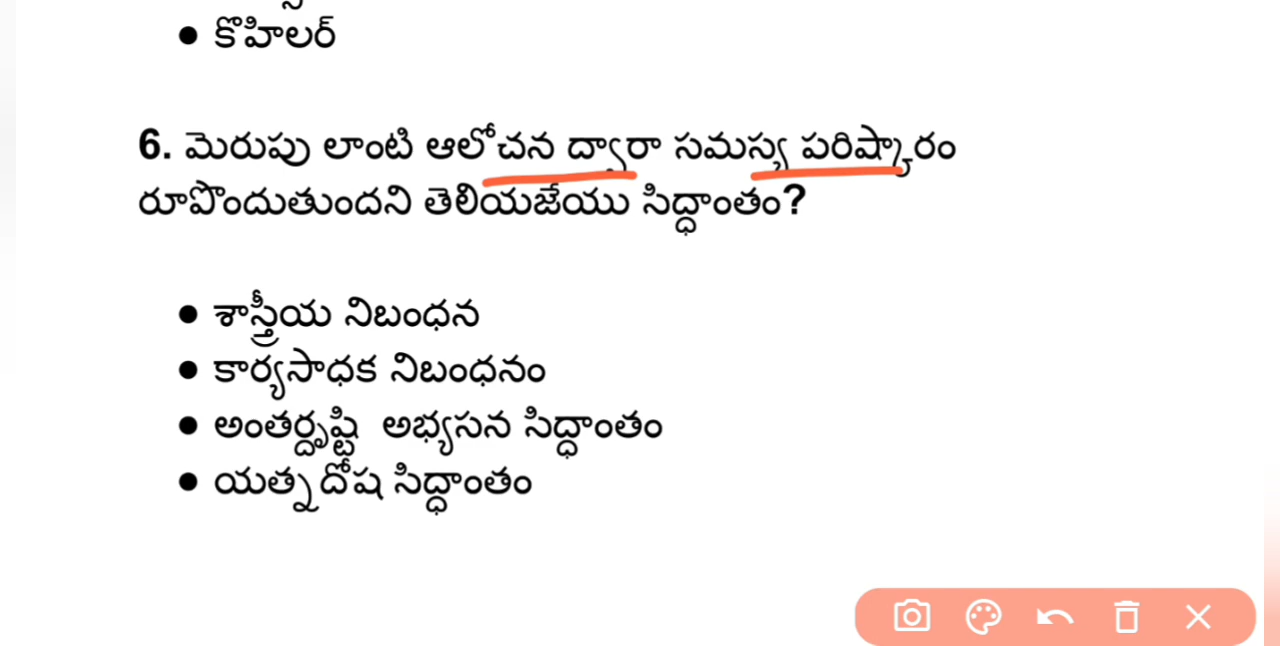 • కొహిలర్
6. మెరుపు లాంటి ఆలోచన ద్వారా సమస్య పరిష్కారం
రూపొందుతుందని తెలియజేయు సిద్ధాంతం?
• శాస్త్రీయ నిబంధన
• కార్యసాధక నిబంధనం
• అంతర్దృష్టి అభ్యసన సిద్ధాంతం
• యత్నదోష సిద్ధాంతం